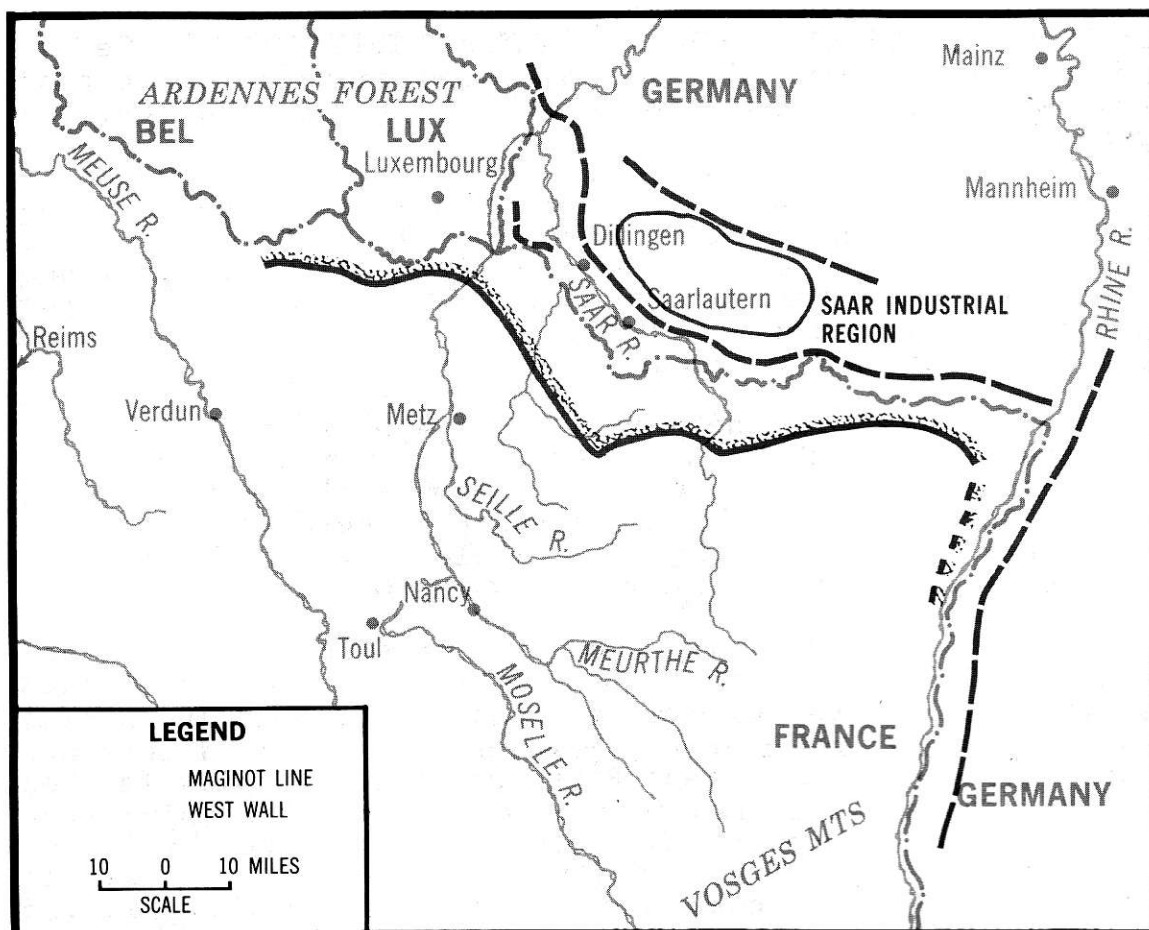 Mainz
ARDENNES FOREST
GERMANY
BEL
LUX
MEUSE R.
Luxembourg
Mannheim
Dillingen
RHINE R.
SAAR R.
Saarlautern
SAAR INDUSTRIAL
REGION
Reims
Verdun
Metz
SEILLE R.
Nancy
Toul
MEURTHE R.
MOSELLE R.
FRANCE
GERMANY
VOSGES MTS
LEGEND
MAGINOT LINE
WEST WALL
10 0 10 MILES
SCALE